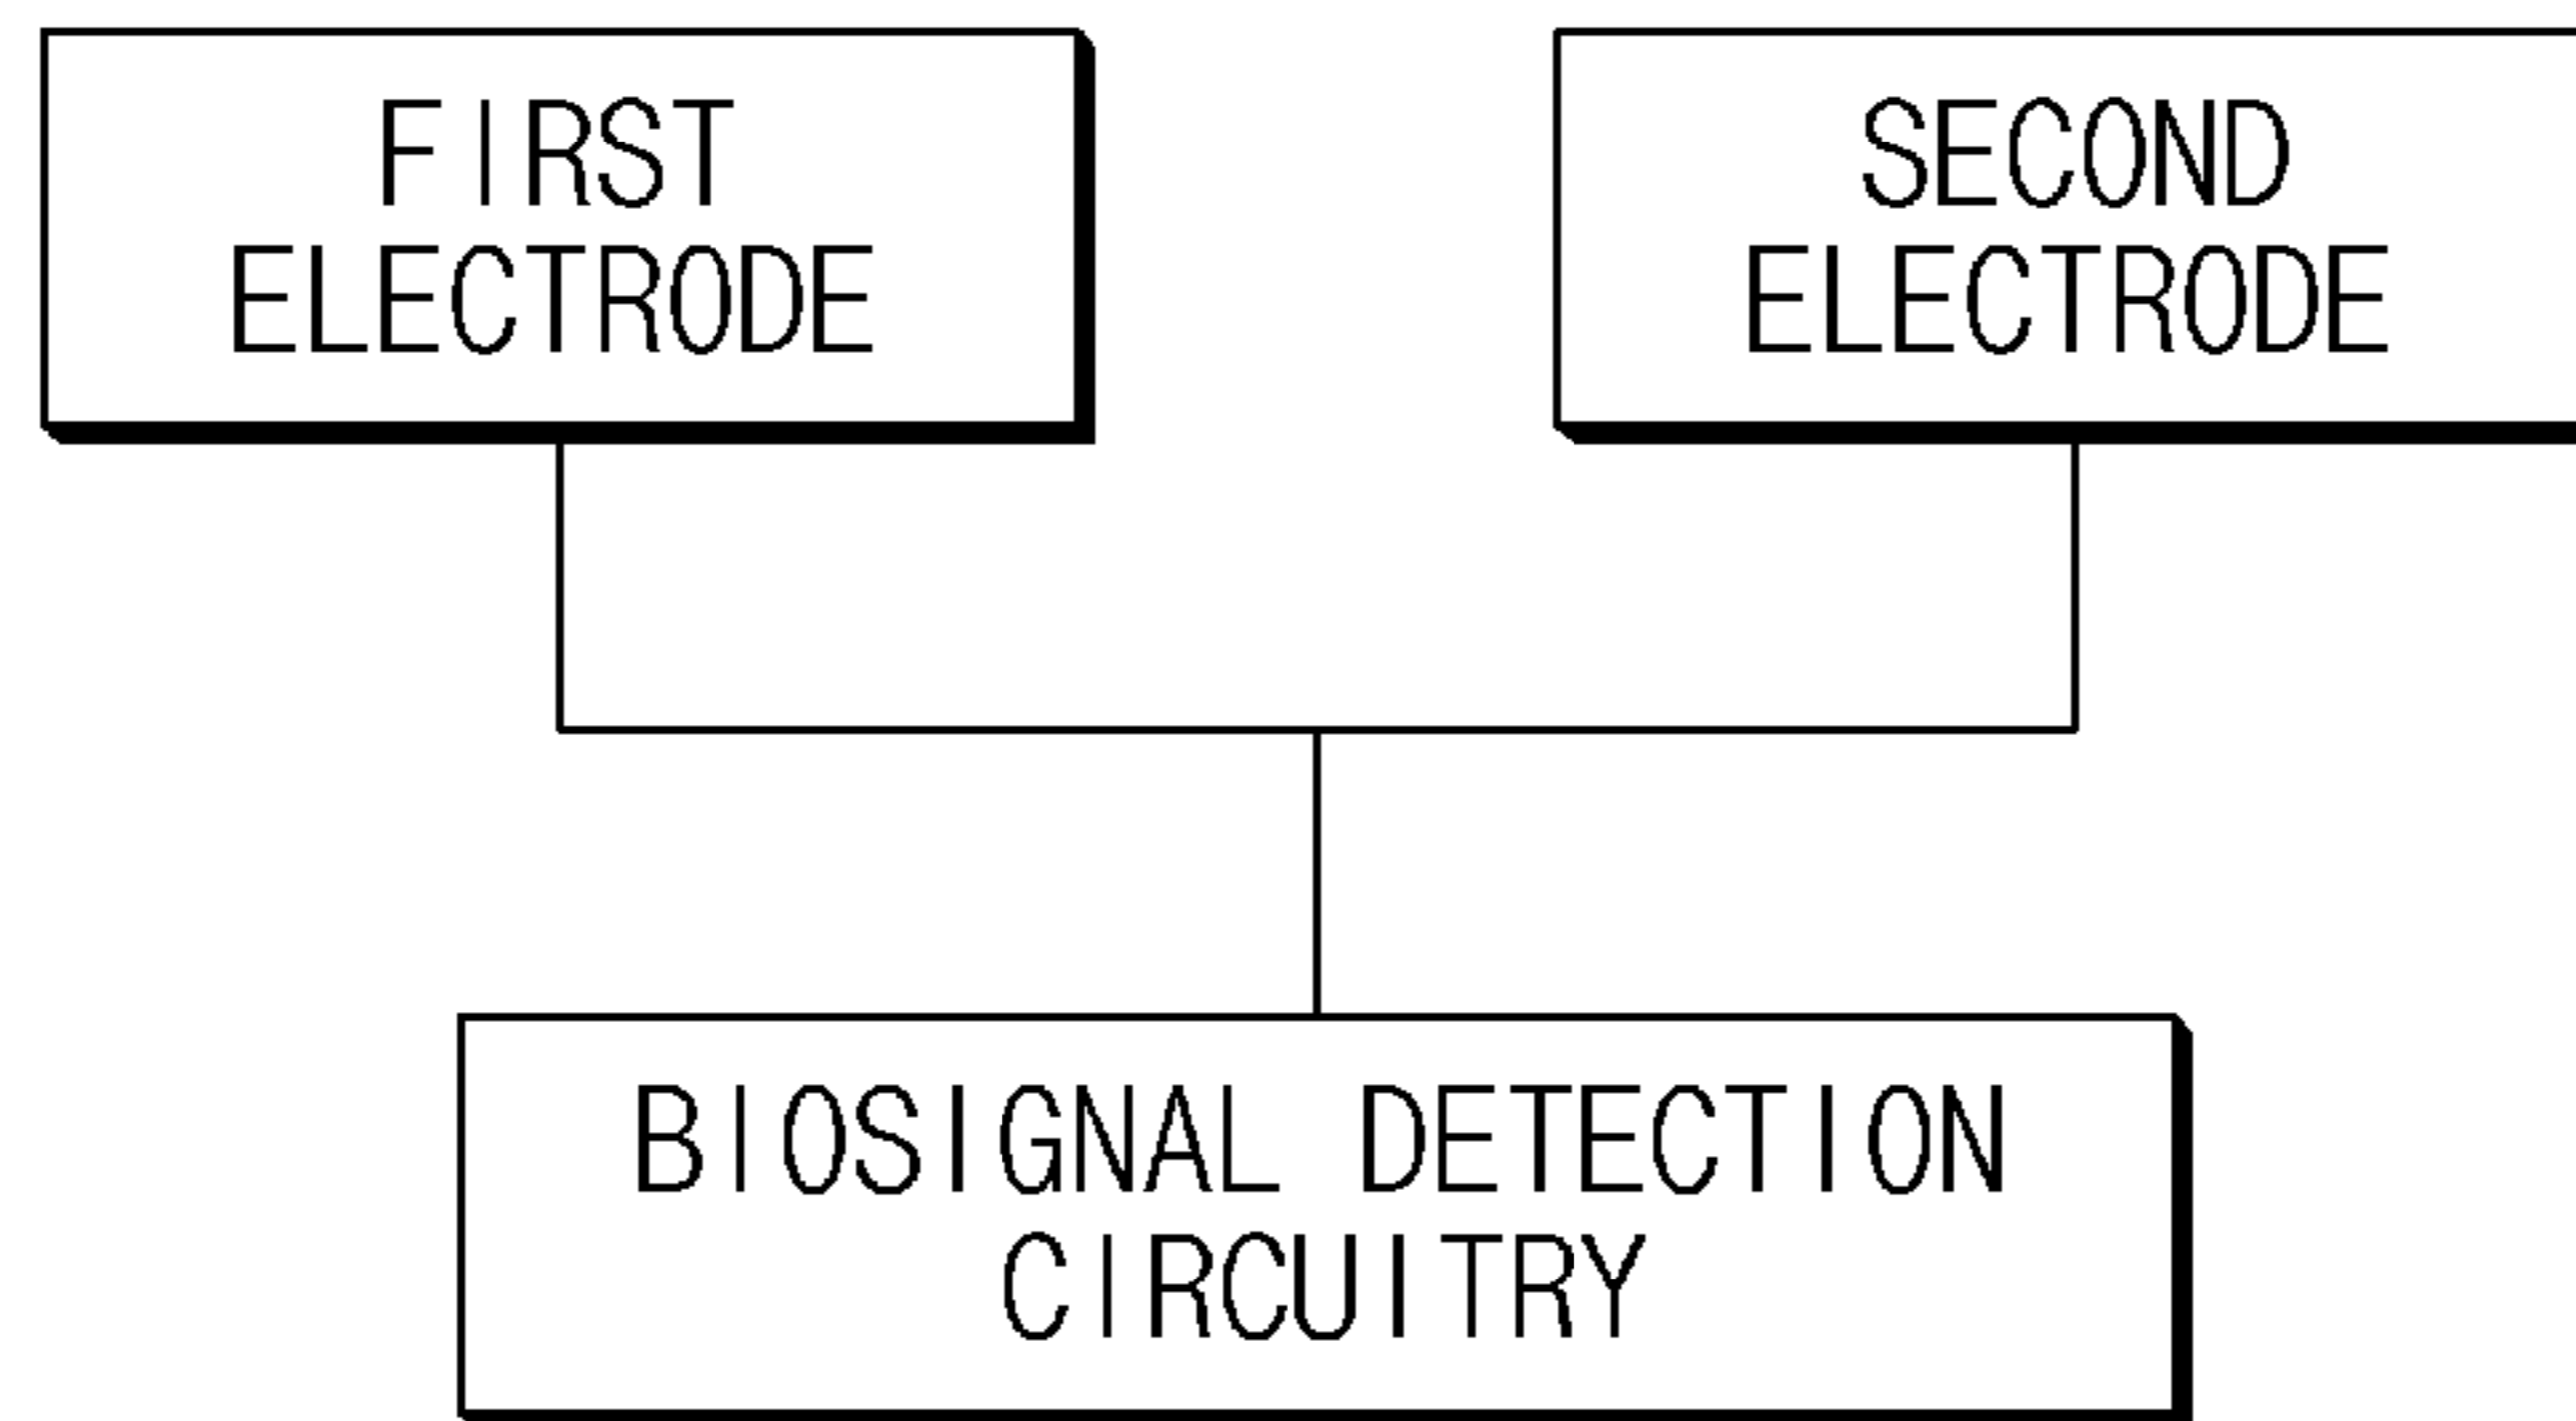 FIRST
ELECTRODE
SECOND
ELECTRODE
BIOSIGNAL DETECTION
CIRCUITRY